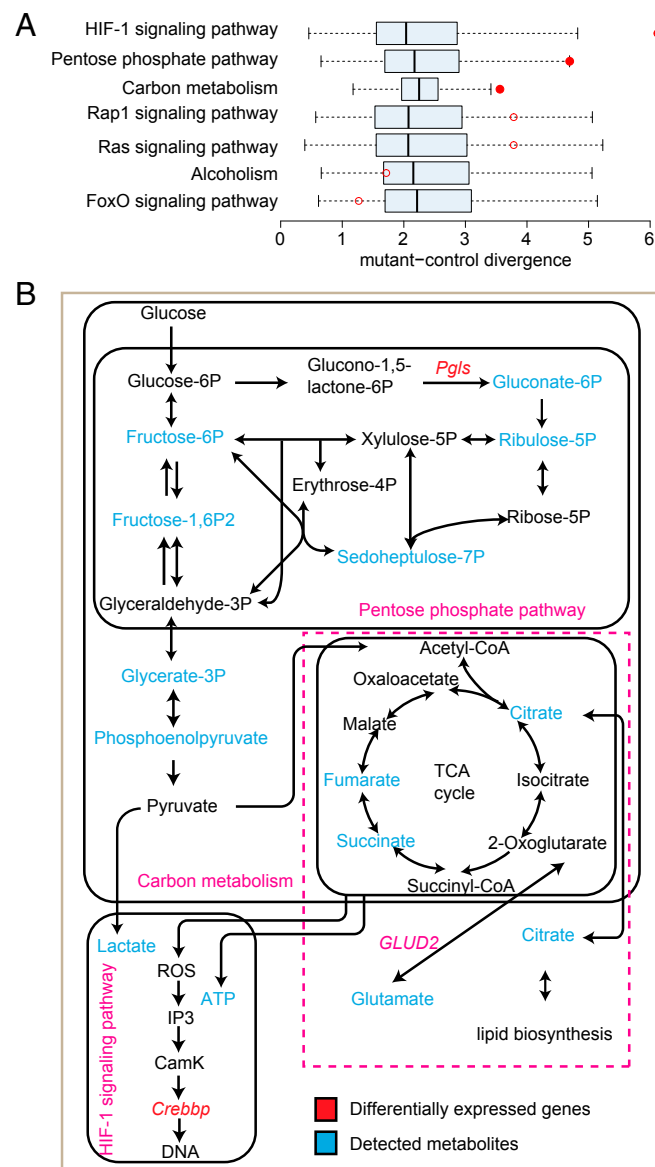 A
HIF-1 signaling pathway
Pentose phosphate pathway
Carbon metabolism
Rap1 signaling pathway
Ras signaling pathway
Alcoholism
FoxO signaling pathway
0 1 2 3 4 5 6
mutant−control divergence
B
Glucose
Glucose-6P
Glucono-1,5-
lactone-6P
Pgls
Gluconate-6P
Fructose-6P
Xylulose-5P
Ribulose-5P
Erythrose-4P
Fructose-1,6P2
Ribose-5P
Sedoheptulose-7P
Glyceraldehyde-3P
Pentose phosphate pathway
Acetyl-CoA
Glycerate-3P
Oxaloacetate
Citrate
Malate
Phosphoenolpyruvate
Fumarate
TCA
cycle
Isocitrate
Pyruvate
Succinate
2-Oxoglutarate
Carbon metabolism
Succinyl-CoA
GLUD2
Citrate
Lactate
ROS
ATP
Glutamate
IP3
lipid biosynthesis
CamK
HIF-1 signaling pathway
Crebbp
DNA
Differentially expressed genes
Detected metabolites